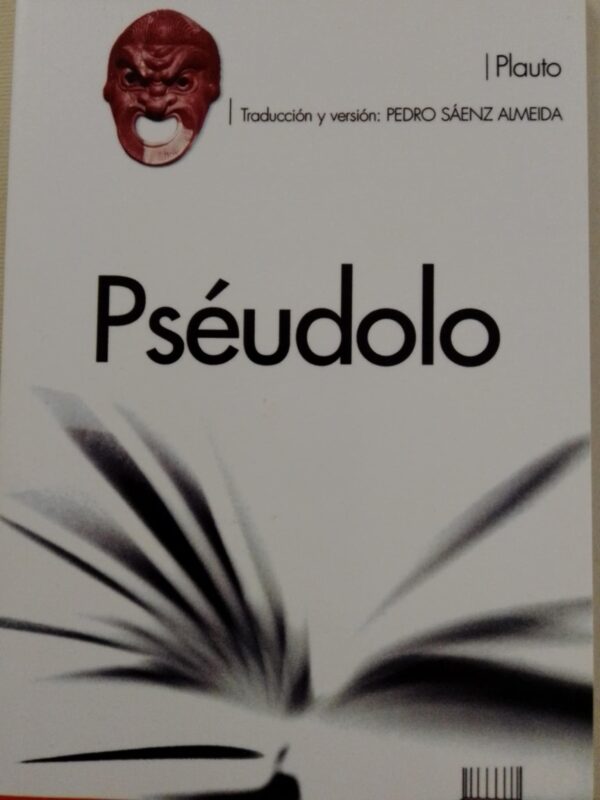 | Plauto
| Traducción y versión: PEDRO SÁENZ ALMEIDA
Pséudolo